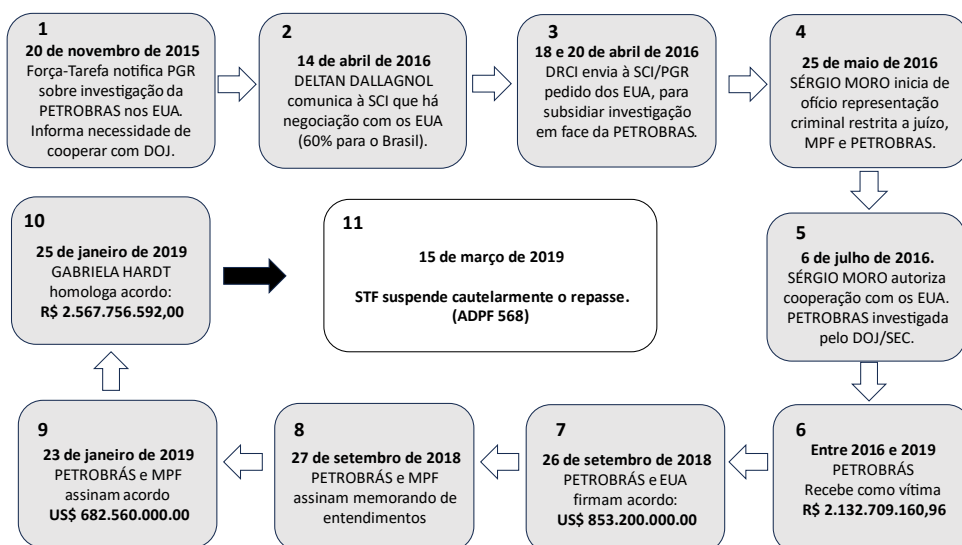 1
20 de novembro de 2015
Força-Tarefa notifica PGR
sobre investigação da
PETROBRAS nos EUA.
Informa necessidade de
cooperar com DOJ.
2
14 de abril de 2016
DELTAN DALLAGNOL
comunica à SCI que há
negociação com os EUA
(60% para o Brasil).
3
18 e 20 de abril de 2016
DRCI envia à SCI/PGR
pedido dos EUA, para
subsidiar investigação
em face da PETROBRAS.
4
25 de maio de 2016
SÉRGIO MORO inicia de
ofício representação
criminal restrita a juízo,
MPF e PETROBRAS.
5
6 de julho de 2016.
SÉRGIO MORO autoriza
cooperação com os EUA.
PETROBRAS investigada
pelo DOJ/SEC.
6
Entre 2016 e 2019
PETROBRÁS
Recebe como vítima
R$ 2.132.709.160,96
7
26 de setembro de 2018
PETROBRÁS e EUA
firmam acordo:
US$ 853.200.000.00
8
27 de setembro de 2018
PETROBRÁS e MPF
assinam memorando de
entendimentos
9
23 de janeiro de 2019
PETROBRÁS e MPF
assinam acordo
US$ 682.560.000.00
10
25 de janeiro de 2019
GABRIELA HARDT
homologa acordo:
R$ 2.567.756.592,00
11
15 de março de 2019
STF suspende cautelarmente o repasse.
(ADPF 568)